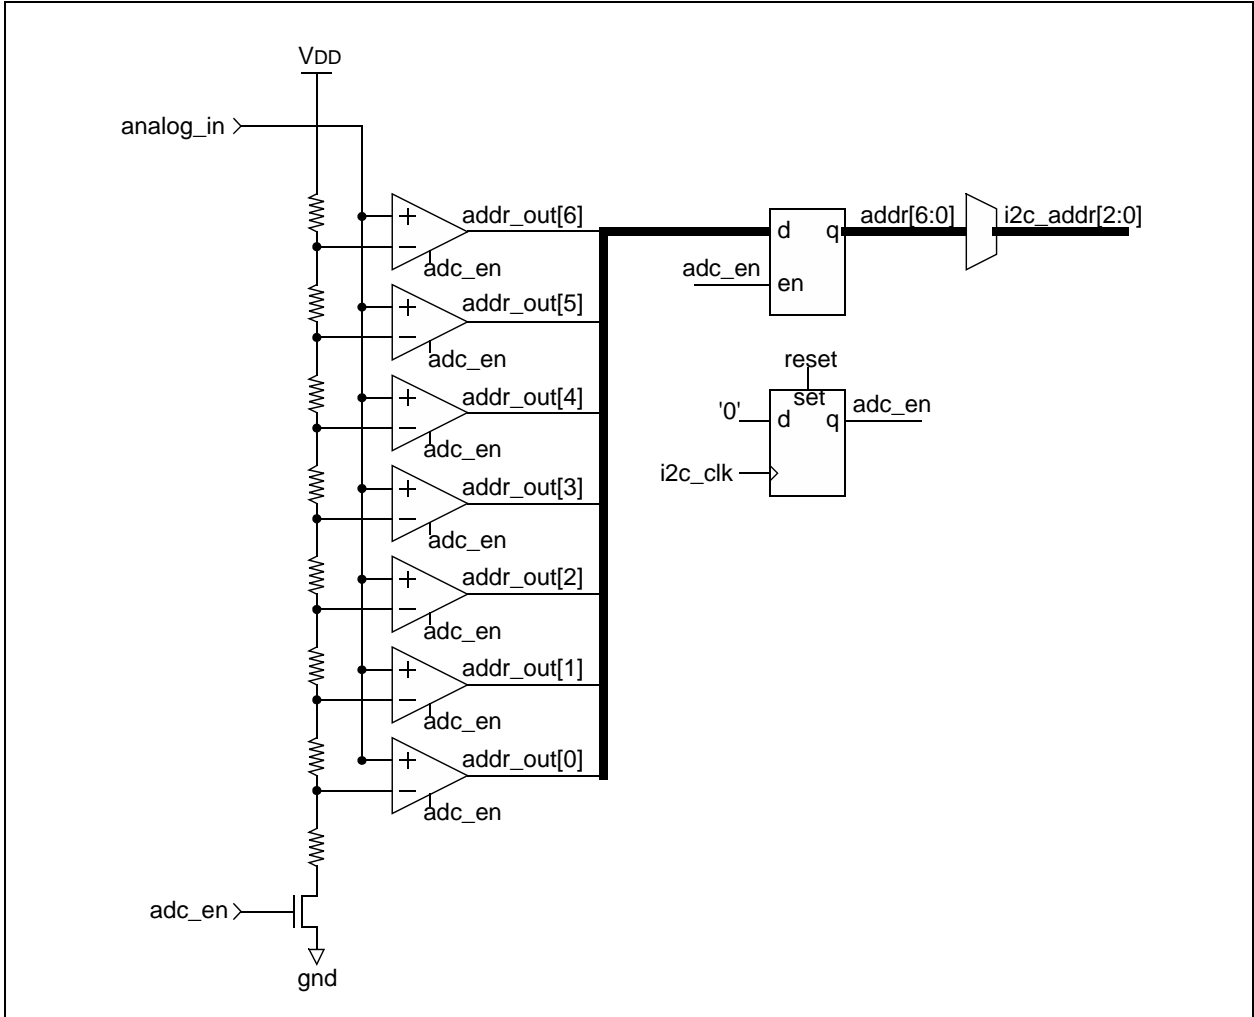 VDD
analog_in
addr_out[6]
adc_en
addr_out[5]
adc_en
addr_out[4]
adc_en
addr_out[3]
adc_en
addr_out[2]
adc_en
addr_out[1]
adc_en
addr_out[0]
adc_en
adc_en
gnd
d q
adc_en
en
addr[6:0]
i2c_addr[2:0]
reset
set
'0'
d q
adc_en
i2c_clk